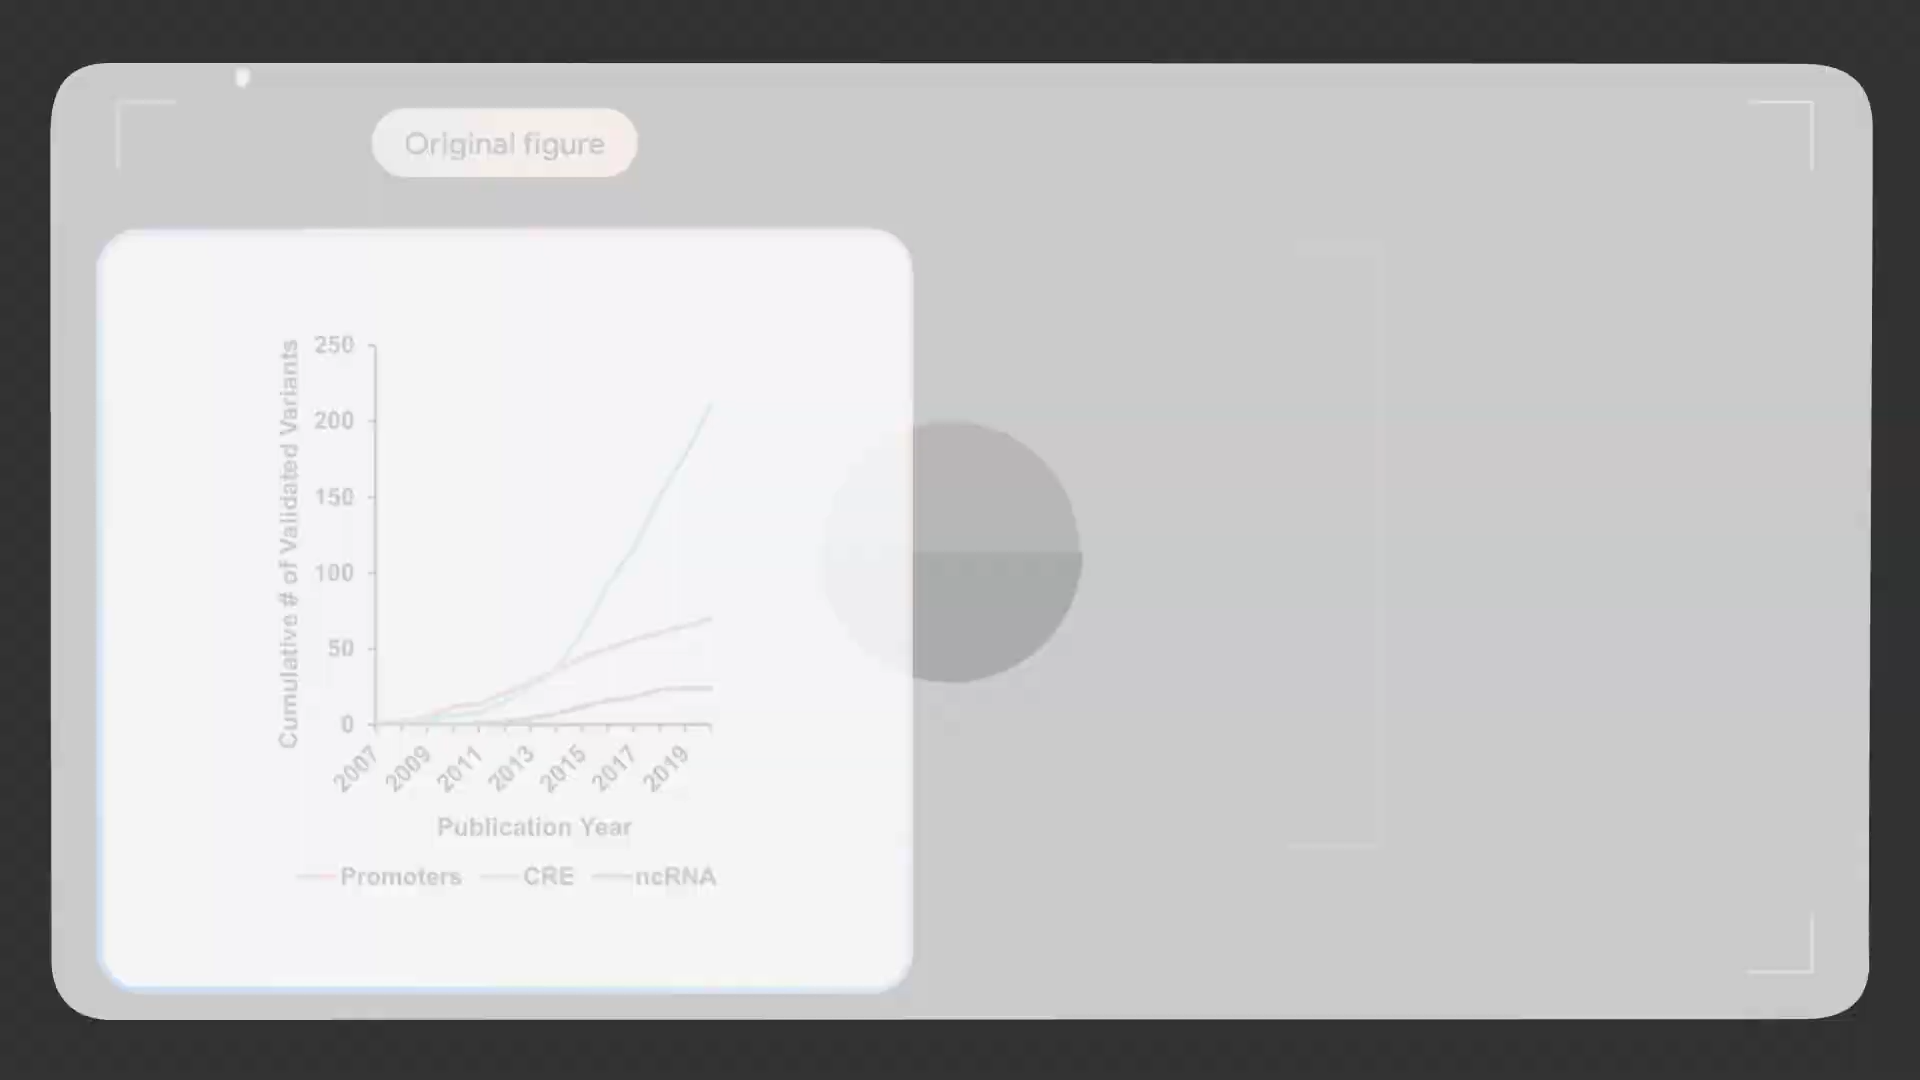 Original figure
Cumulative # of Validated Variants
250
200
150
100
50
0
2007 2009 2011 2013 2015 2017 2019
Publication Year
Promoters CRE ncRNA